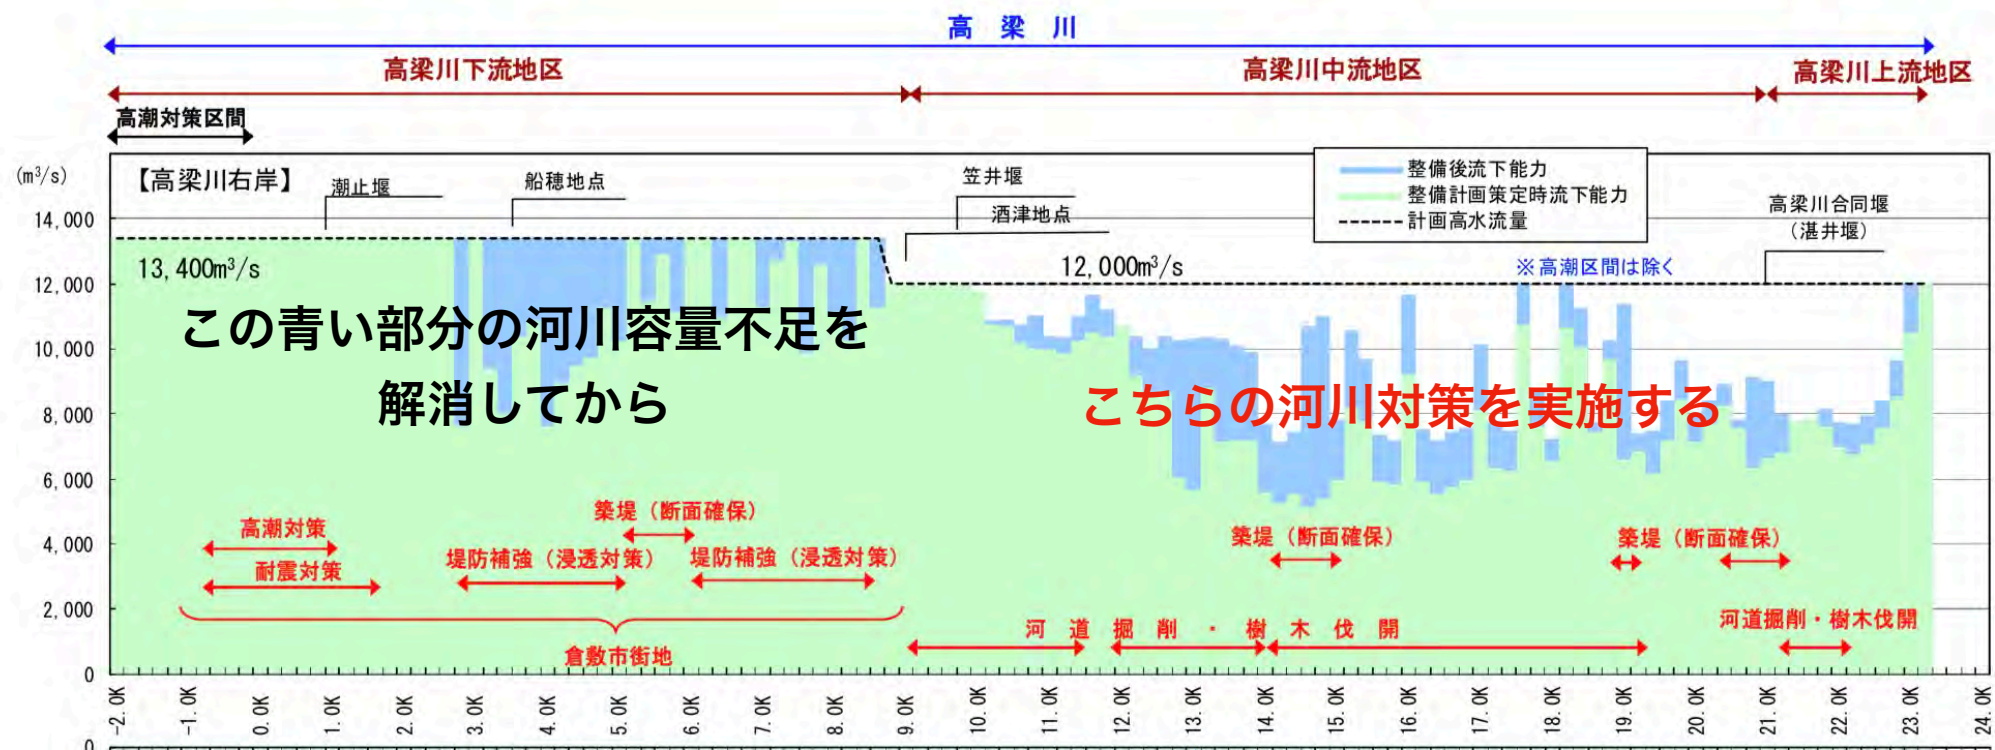 高 梁 川
高梁川下流地区
高梁川中流地区
高梁川上流地区
高潮対策区間
(m³/s)
【高梁川右岸】
潮止堰
船穂地点
笠井堰
酒津地点
整備後流下能力
整備計画策定時流下能力
計画高水流量
高梁川合同堰
(湛井堰)
※高潮区間は除く
13,400m³/s
12,000m³/s
この青い部分の河川容量不足を
解消してから
こちらの河川対策を実施する
14,000
12,000
10,000
8,000
6,000
4,000
2,000
0
高潮対策
耐震対策
堤防補強（浸透対策）
築堤（断面確保）
堤防補強（浸透対策）
倉敷市街地
築堤（断面確保）
築堤（断面確保）
河 道 掘 削 ・ 樹 木 伐 開
河道掘削・樹木伐開
-2.0K
-1.0K
0.0K
1.0K
2.0K
3.0K
4.0K
5.0K
6.0K
7.0K
8.0K
9.0K
10.0K
11.0K
12.0K
13.0K
14.0K
15.0K
16.0K
17.0K
18.0K
19.0K
20.0K
21.0K
22.0K
23.0K
24.0K
0